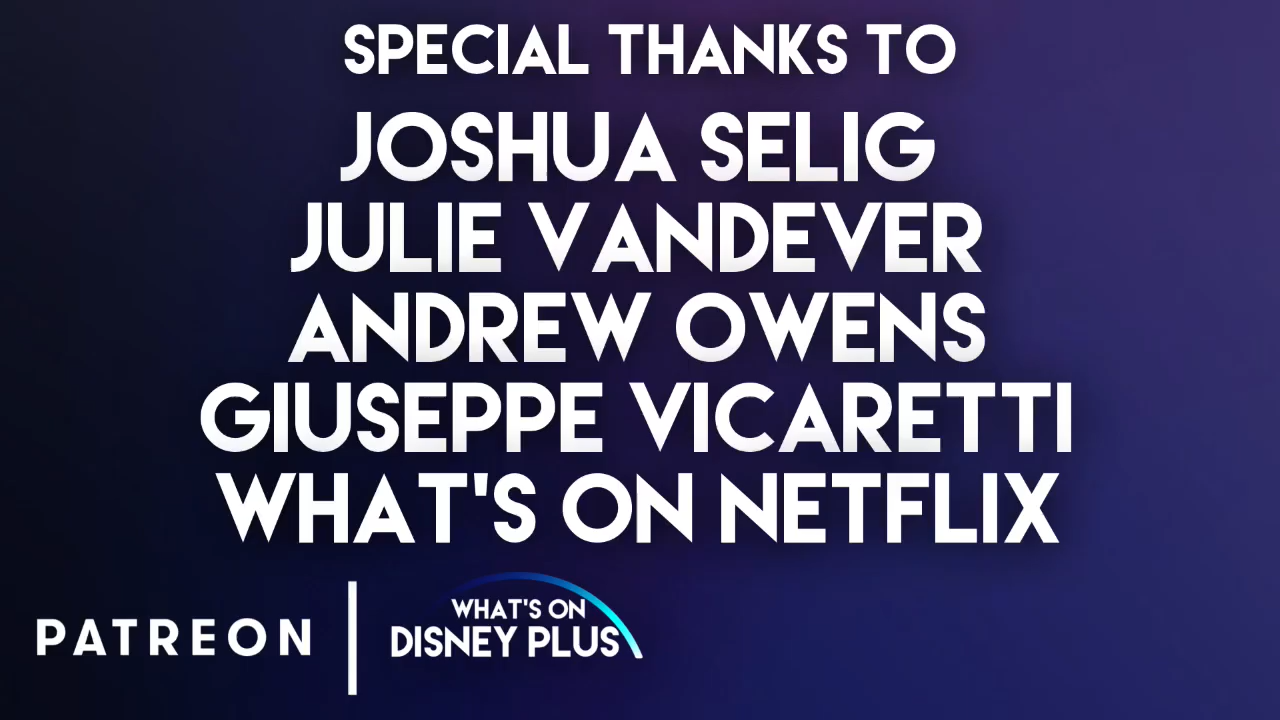 SPECIAL THANKS TO
JOSHUA SELIG
JULIE VANDEVER
ANDREW OWENS
GIUSEPPE VICARETTI
WHAT'S ON NETFLIX
PATREON
WHAT'S ON
DISNEY PLUS